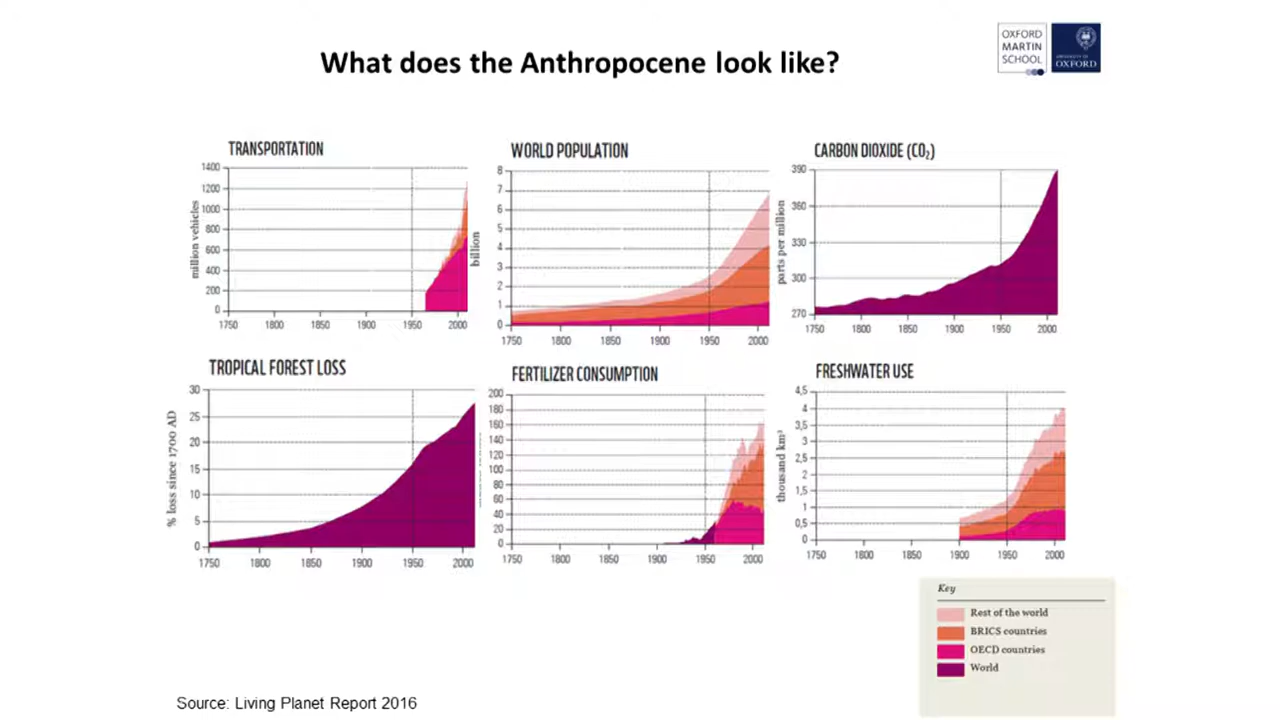 What does the Anthropocene look like?
OXFORD
MARTIN
SCHOOL
UNIVERSITY OF
OXFORD
TRANSPORTATION
1400
1200
1000
800
600
400
200
0
million vehicles
1750 1800 1850 1900 1950 2000
WORLD POPULATION
8
7
6
5
4
3
2
1
0
billion
1750 1800 1850 1900 1950 2000
CARBON DIOXIDE (CO₂)
390
360
330
300
270
parts per million
1750 1800 1850 1900 1950 2000
TROPICAL FOREST LOSS
30
25
20
15
10
5
0
% loss since 1700 AD
1750 1800 1850 1900 1950 2000
FERTILIZER CONSUMPTION
200
180
160
140
120
100
80
60
40
20
0
1750 1800 1850 1900 1950 2000
FRESHWATER USE
4,5
4
3,5
3
2,5
2
1,5
1
0,5
0
thousand km³
1750 1800 1850 1900 1950 2000
Key
Rest of the world
BRICS countries
OECD countries
World
Source: Living Planet Report 2016